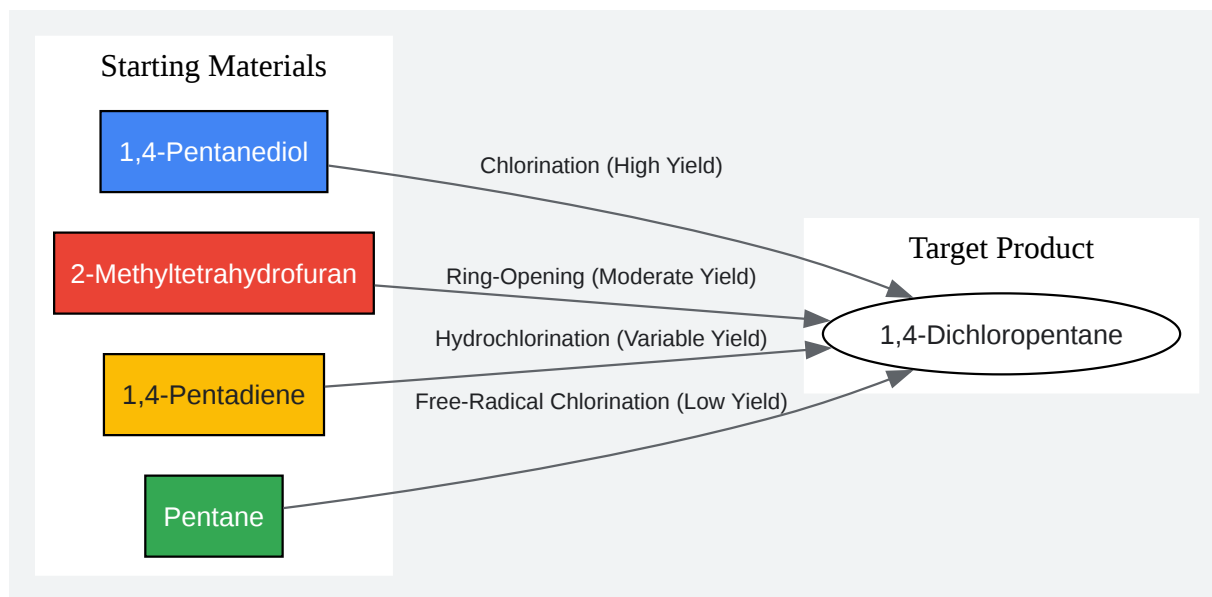 Starting Materials
1,4-Pentanediol
Chlorination (High Yield)
Target Product
2-Methyltetrahydrofuran
Ring-Opening (Moderate Yield)
1,4-Dichloropentane
Hydrochlorination (Variable Yield)
1,4-Pentadiene
Free-Radical Chlorination (Low Yield)
Pentane